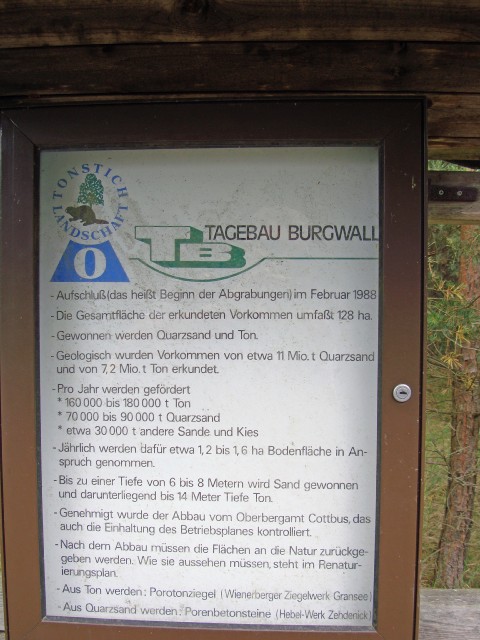 TONSTICH
LANDSCHAFT
0
TB
TAGEBAU BURGWALL
- Aufschluß(das heißt Beginn der Abgrabungen) im Februar 1988
- Die Gesamtfläche der erkundeten Vorkommen umfaßt 128 ha.
- Gewonnen werden Quarzsand und Ton.
- Geologisch wurden Vorkommen von etwa 11 Mio. t Quarzsand
und von 7,2 Mio. t Ton erkundet.
- Pro Jahr werden gefördert
* 160 000 bis 180 000 t Ton
* 70 000 bis 90 000 t Quarzsand
* etwa 30 000 t andere Sande und Kies
- Jährlich werden dafür etwa 1,2 bis 1,6 ha Bodenfläche in An-
spruch genommen.
- Bis zu einer Tiefe von 6 bis 8 Metern wird Sand gewonnen
und darunterliegend bis 14 Meter Tiefe Ton.
- Genehmigt wurde der Abbau vom Oberbergamt Cottbus, das
auch die Einhaltung des Betriebsplanes kontrolliert.
- Nach dem Abbau müssen die Flächen an die Natur zurückge-
geben werden. Wie sie aussehen müssen, steht im Renatur-
ierungsplan.
- Aus Ton werden: Porotonziegel (Wienerberger Ziegelwerk Gransee)
- Aus Quarzsand werden: Porenbetonsteine (Hebel-Werk Zehdenick)